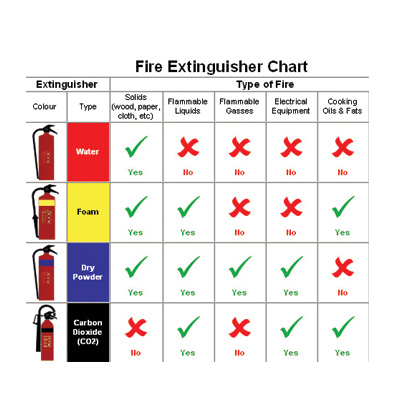 Fire Extinguisher Chart
Extinguisher Type of Fire
Colour Type Solids (wood, paper, cloth, etc) Flammable Liquids Flammable Gasses Electrical Equipment Cooking Oils & Fats
Water
Yes No No No No
Foam
Yes Yes No No Yes
Dry
Powder
Yes Yes Yes Yes No
Carbon
Dioxide
(CO2)
No Yes No Yes Yes